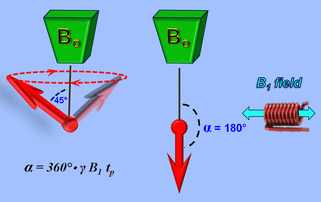 B₀ B₀
B₁ field
45°
α = 180°
α = 360°· γ B₁ tₚ